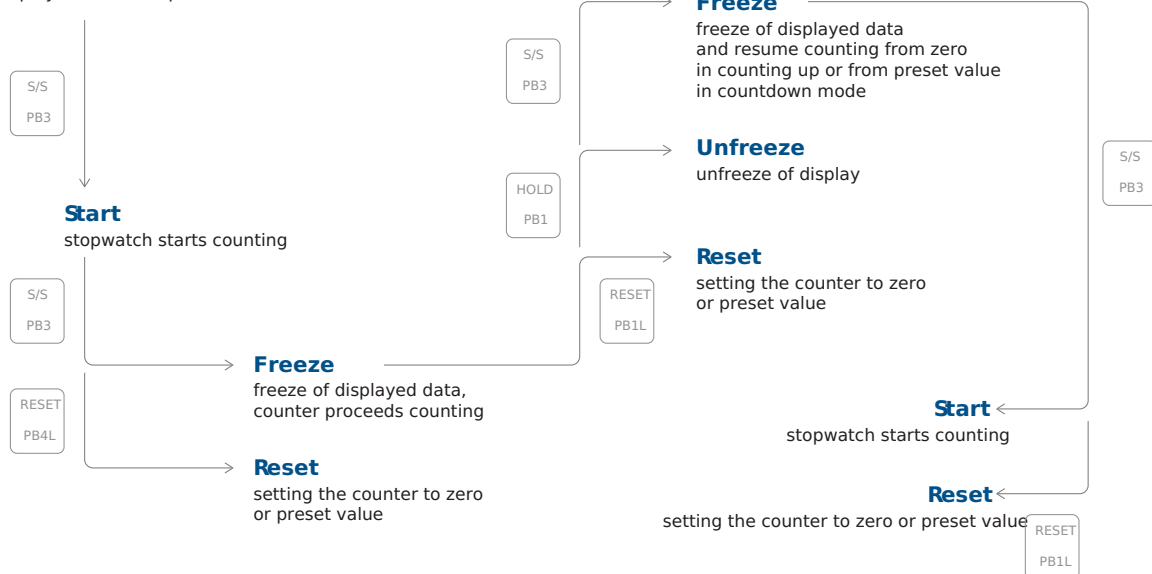 Freeze
freeze of displayed data
and resume counting from zero
in counting up or from preset value
in countdown mode
S/S
PB3
S/S
PB3
Unfreeze
unfreeze of display
S/S
PB3
HOLD
PB1
Start
stopwatch starts counting
Reset
setting the counter to zero
or preset value
S/S
PB3
RESET
PB1L
Freeze
freeze of displayed data,
counter proceeds counting
RESET
PB4L
Start
stopwatch starts counting
Reset
setting the counter to zero
or preset value
Reset
setting the counter to zero or preset value
RESET
PB1L